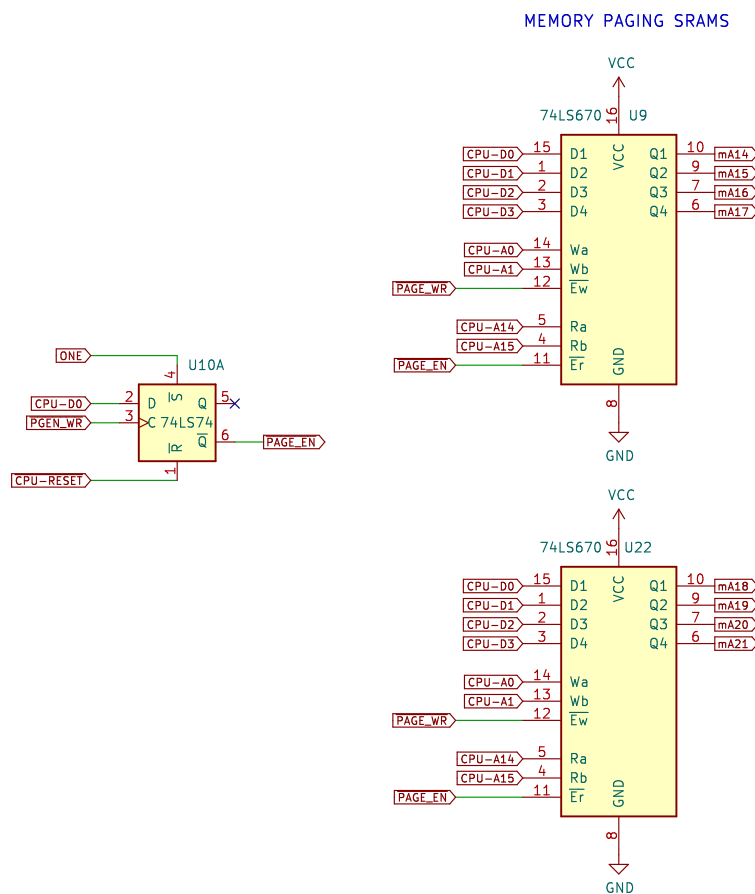 MEMORY PAGING SRAMS
VCC
74LS670 U9
16
VCC
CPU-D0 15 D1 Q1 10 mA14
CPU-D1 1 D2 Q2 9 mA15
CPU-D2 2 D3 Q3 7 mA16
CPU-D3 3 D4 Q4 6 mA17
CPU-A0 14 Wa
CPU-A1 13 Wb
PAGE_WR 12 Ew
CPU-A14 5 Ra
CPU-A15 4 Rb
PAGE_EN 11 Er
GND
8
GND
ONE
4
U10A
S
CPU-D0 2 D Q 5
PGEN_WR 3 C 74LS74
Q 6 PAGE_EN
R
1
CPU-RESET
VCC
74LS670 U22
16
VCC
CPU-D0 15 D1 Q1 10 mA18
CPU-D1 1 D2 Q2 9 mA19
CPU-D2 2 D3 Q3 7 mA20
CPU-D3 3 D4 Q4 6 mA21
CPU-A0 14 Wa
CPU-A1 13 Wb
PAGE_WR 12 Ew
CPU-A14 5 Ra
CPU-A15 4 Rb
PAGE_EN 11 Er
GND
8
GND